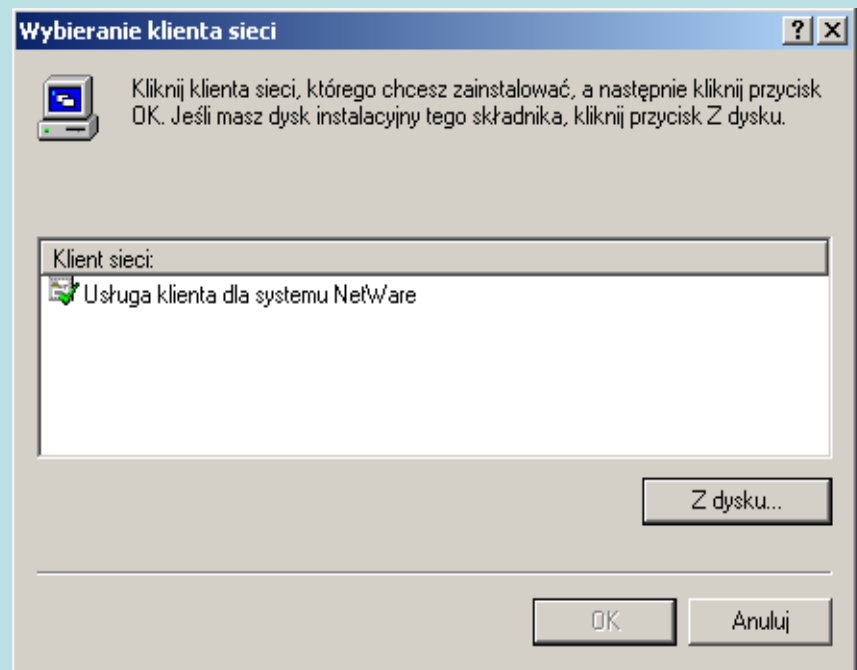 Wybieranie klienta sieci
Kliknij klienta sieci, którego chcesz zainstalować, a następnie kliknij przycisk
OK. Jeśli masz dysk instalacyjny tego składnika, kliknij przycisk Z dysku.
Klient sieci:
Usługa klienta dla systemu NetWare
Z dysku...
OK
Anuluj